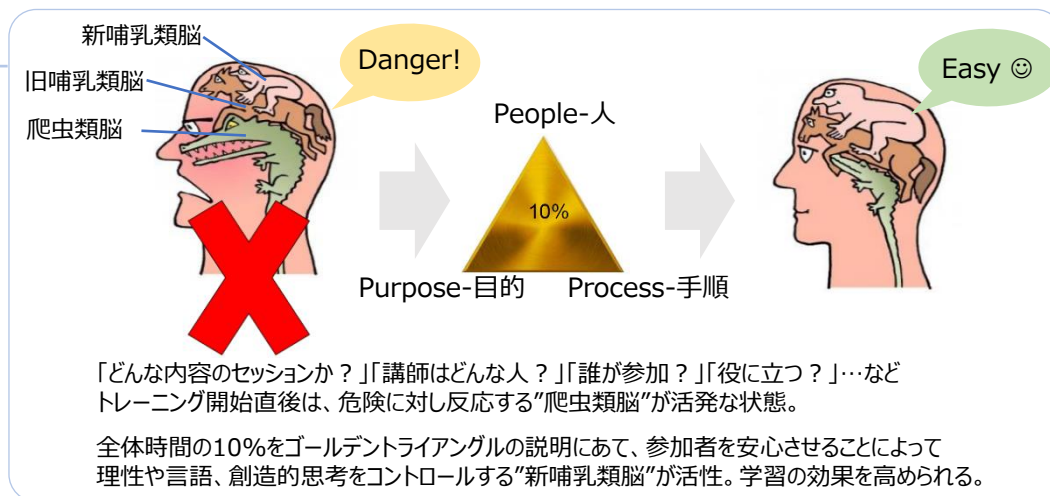 新哺乳類脳
旧哺乳類脳
爬虫類脳
Danger!
People-人
10%
Purpose-目的
Process-手順
Easy ☺
「どんな内容のセッションか？」「講師はどんな人？」「誰が参加？」「役に立つ？」…など
トレーニング開始直後は、危険に対し反応する”爬虫類脳”が活発な状態。
全体時間の10%をゴールデントライアングルの説明にあて、参加者を安心させることによって
理性や言語、創造的思考をコントロールする”新哺乳類脳”が活性。学習の効果を高められる。